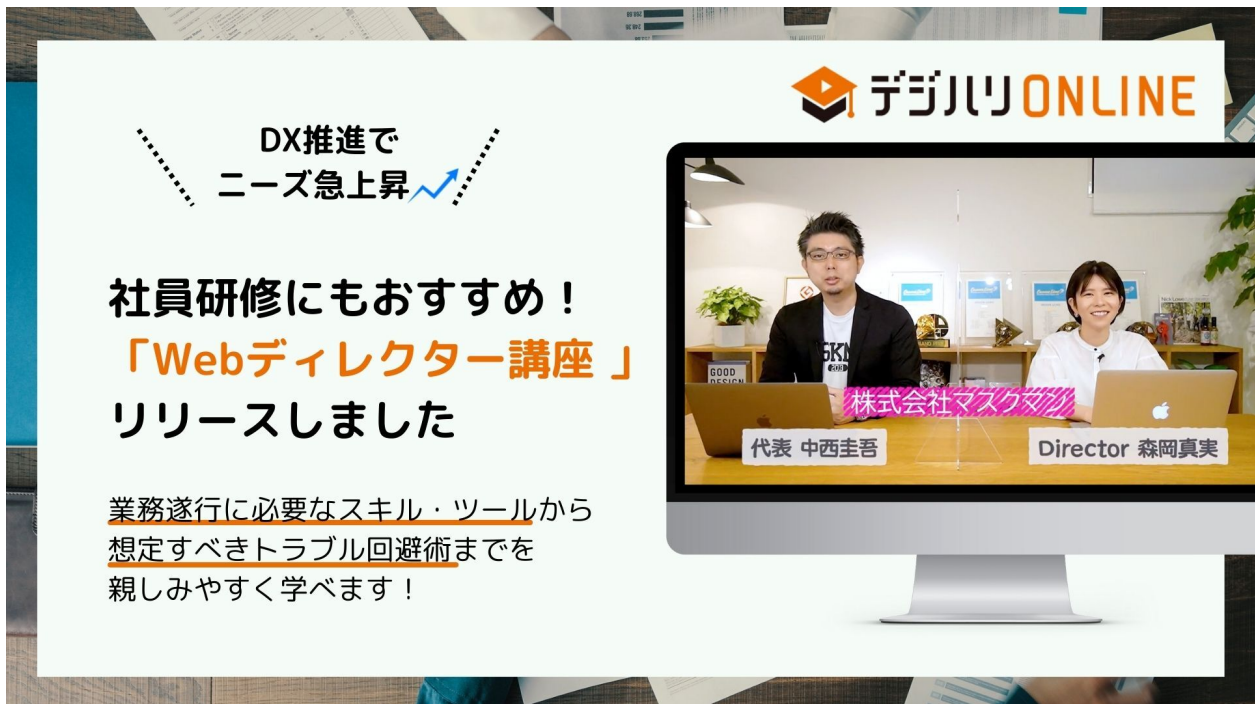 デジハリONLINE
DX推進で
ニーズ急上昇
社員研修にもおすすめ！
「Webディレクター講座 」
リリースしました
業務遂行に必要なスキル・ツールから
想定すべきトラブル回避術までを
親しみやすく学べます！
GOOD
DESIGN
株式会社マスクマン
代表 中西圭吾
Director 森岡真実